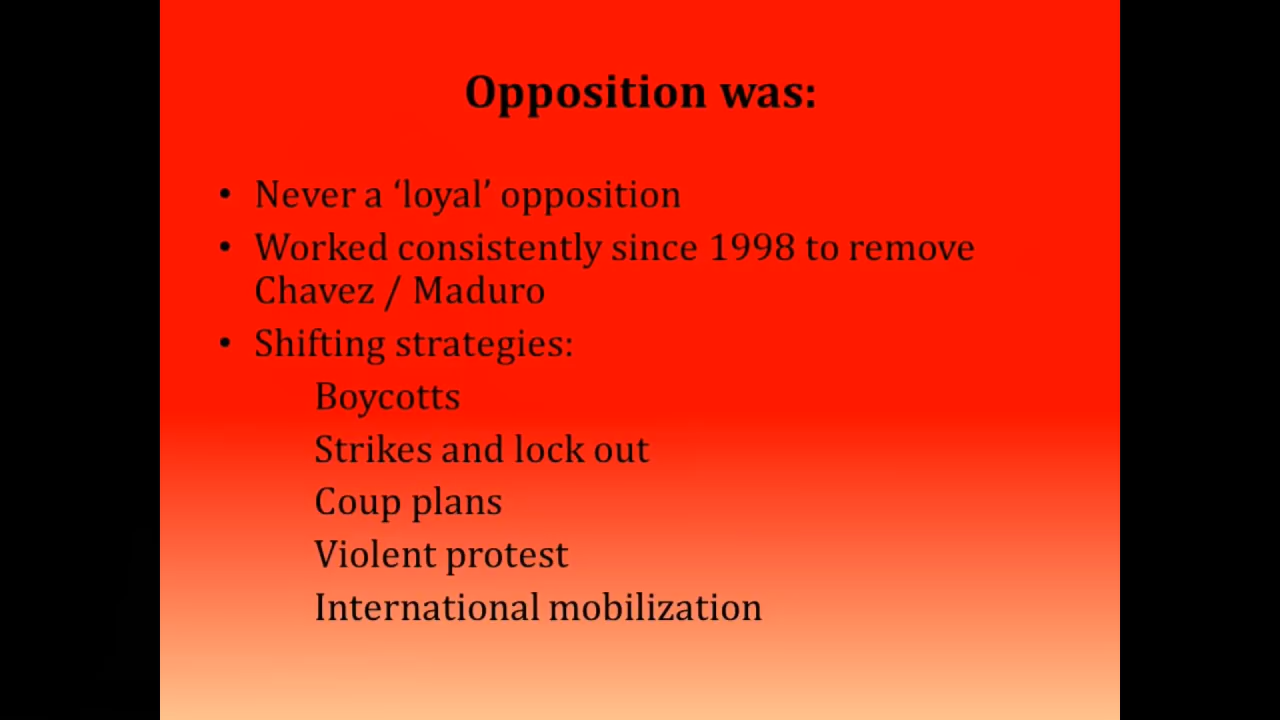 Opposition was:
• Never a ‘loyal’ opposition
• Worked consistently since 1998 to remove
Chavez / Maduro
• Shifting strategies:
Boycotts
Strikes and lock out
Coup plans
Violent protest
International mobilization